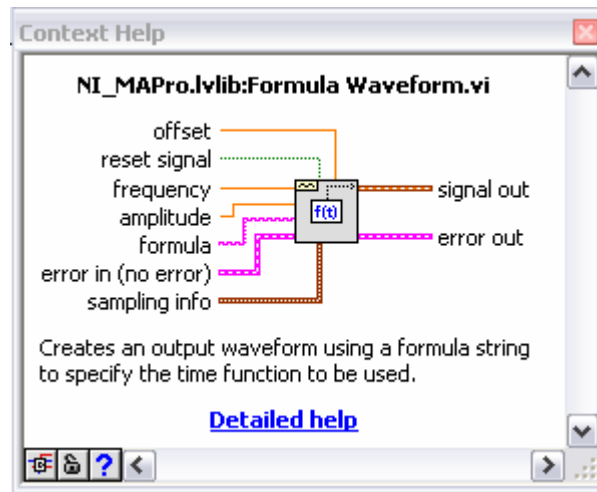 Context Help
NI_MAPro.lvlib:Formula Waveform.vi
offset
reset signal
frequency
amplitude
formula
error in (no error)
sampling info
f(t)
signal out
error out
Creates an output waveform using a formula string
to specify the time function to be used.
Detailed help
?